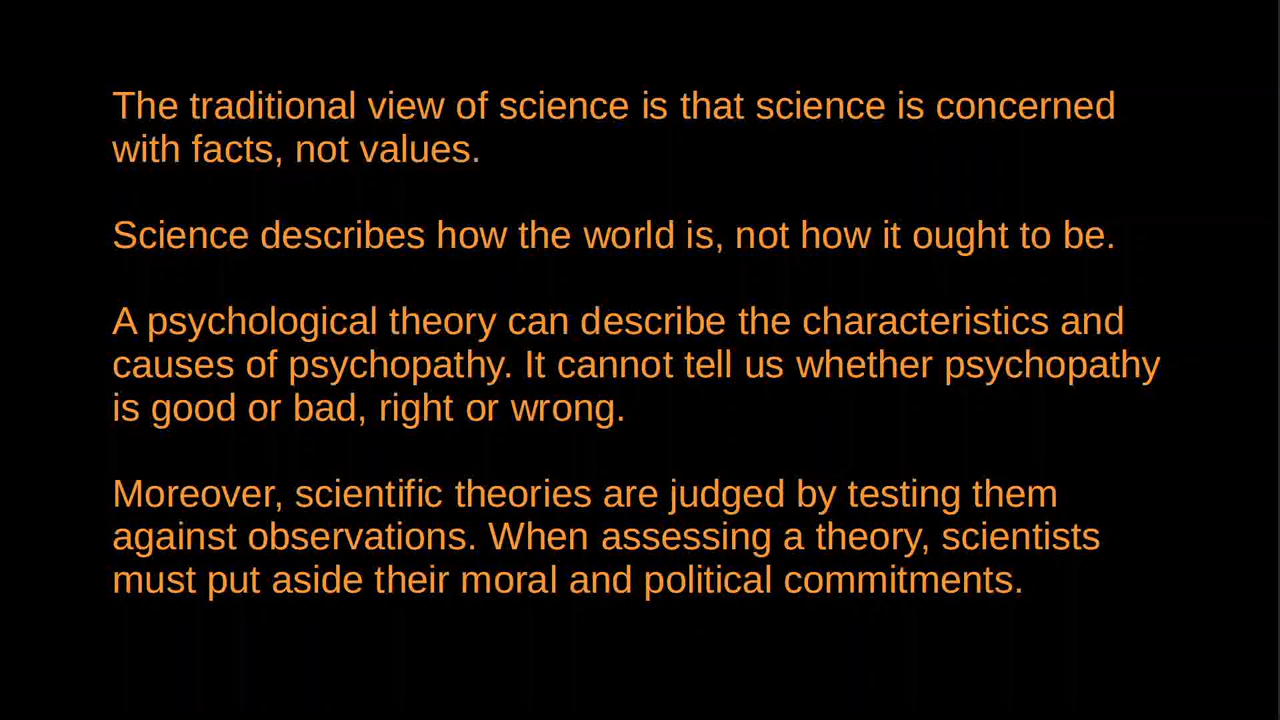 The traditional view of science is that science is concerned
with facts, not values.
Science describes how the world is, not how it ought to be.
A psychological theory can describe the characteristics and
causes of psychopathy. It cannot tell us whether psychopathy
is good or bad, right or wrong.
Moreover, scientific theories are judged by testing them
against observations. When assessing a theory, scientists
must put aside their moral and political commitments.